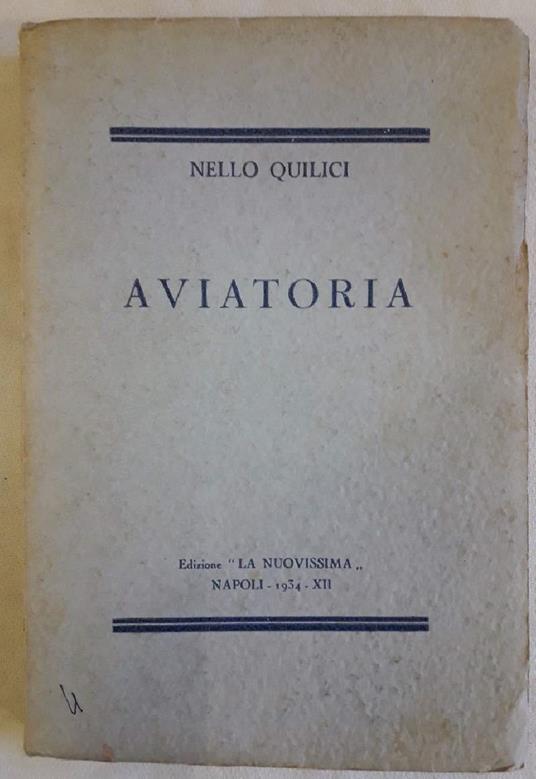 NELLO QUILICI
AVIATORIA
Edizione “LA NUOVISSIMA„
NAPOLI - 1934 - XII